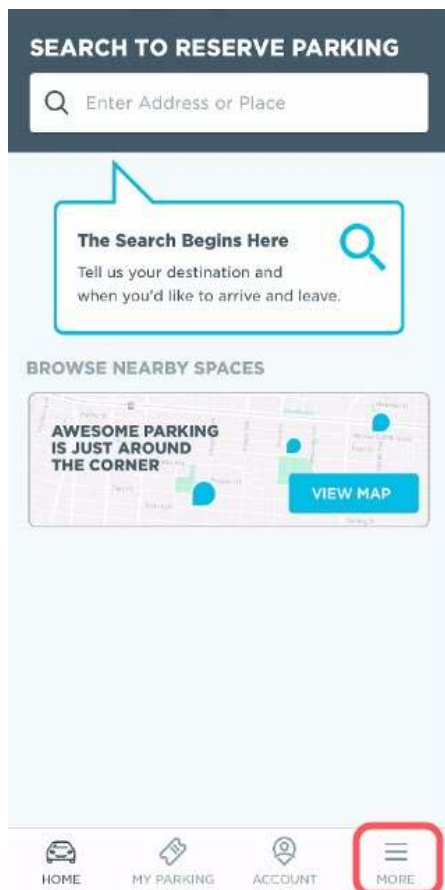 SEARCH TO RESERVE PARKING
Enter Address or Place
The Search Begins Here
Tell us your destination and
when you'd like to arrive and leave.
BROWSE NEARBY SPACES
AWESOME PARKING
IS JUST AROUND
THE CORNER
VIEW MAP
HOME
MY PARKING
ACCOUNT
MORE